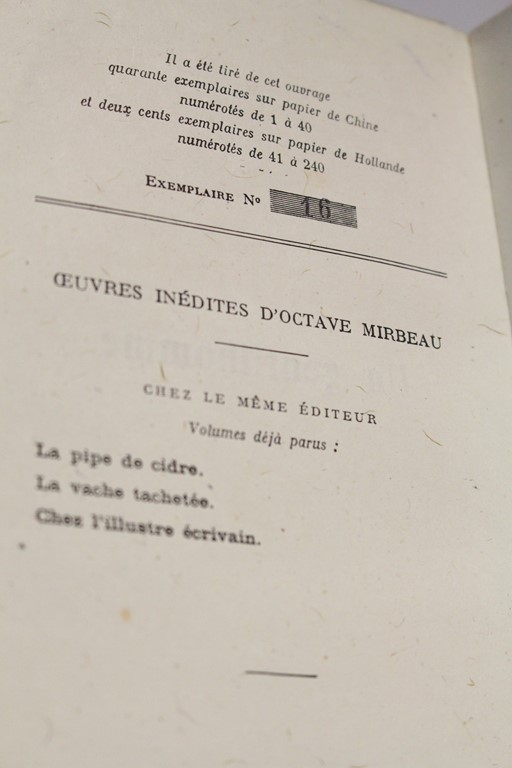 Il a été tiré de cet ouvrage
quarante exemplaires sur papier de Chine
numérotés de 1 à 40
et deux cents exemplaires sur papier de Hollande
numérotés de 41 à 240
EXEMPLAIRE Nº 16
ŒUVRES INÉDITES D'OCTAVE MIRBEAU
CHEZ LE MÊME ÉDITEUR
Volumes déjà parus :
La pipe de cidre.
La vache tachetée.
Chez l'illustre écrivain.